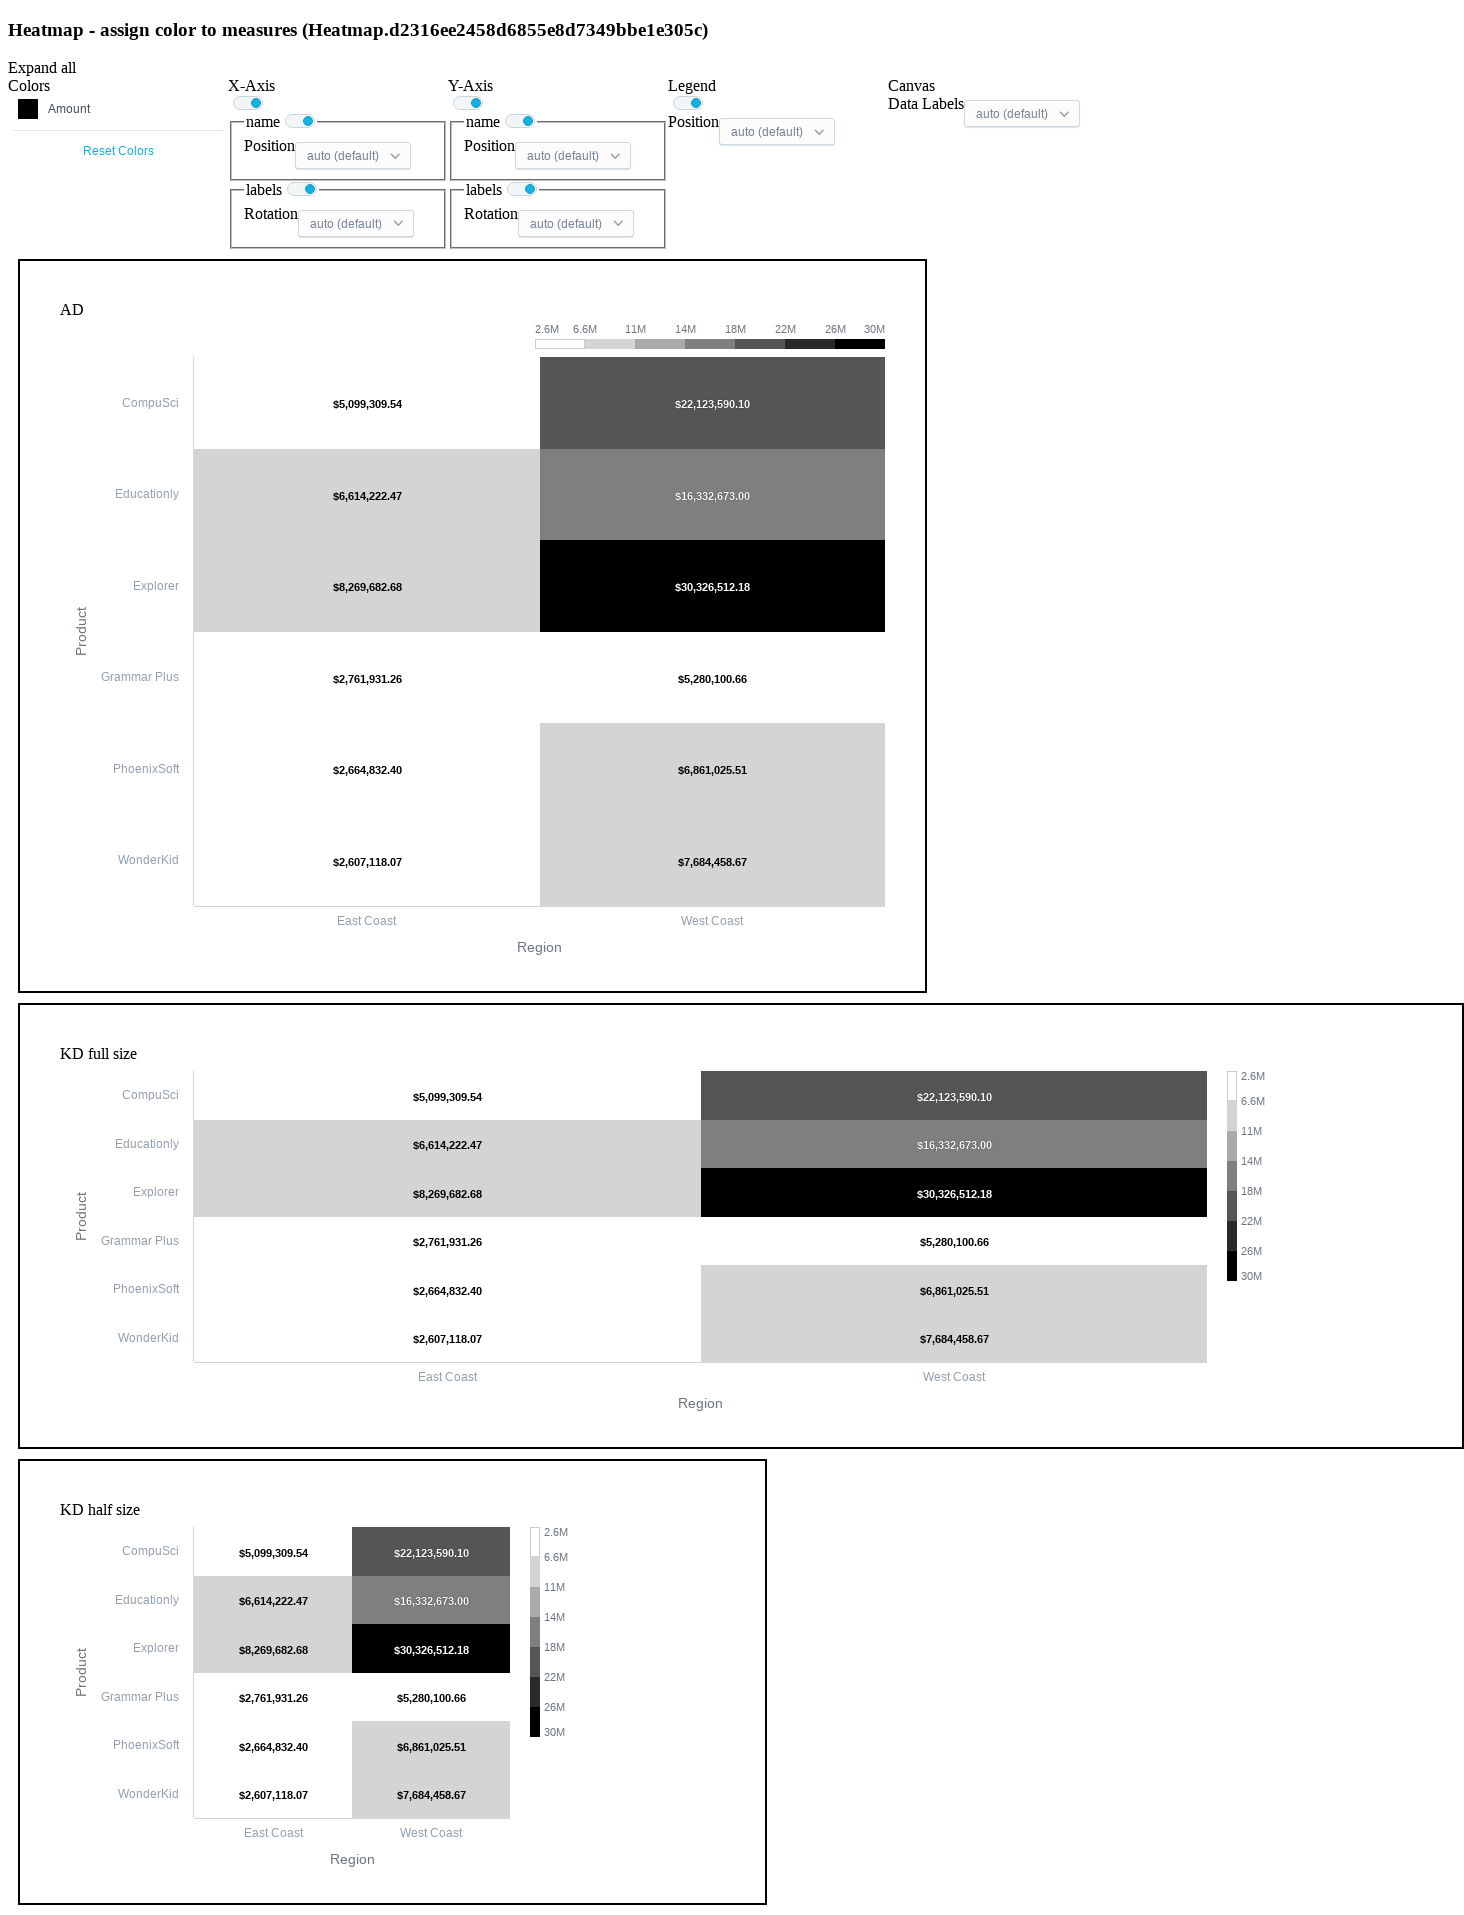 Heatmap - assign color to measures (Heatmap.d2316ee2458d6855e8d7349bbe1e305c)
Expand all
Colors
Amount
Reset Colors
X-Axis
name
Position auto (default)
labels
Rotation auto (default)
Y-Axis
name
Position auto (default)
labels
Rotation auto (default)
Legend
Position auto (default)
Canvas
Data Labels auto (default)
AD
2.6M 6.6M 11M 14M 18M 22M 26M 30M
CompuSci $5,099,309.54 $22,123,590.10
Educationly $6,614,222.47 $16,332,673.00
Explorer $8,269,682.68 $30,326,512.18
Product
Grammar Plus $2,761,931.26 $5,280,100.66
PhoenixSoft $2,664,832.40 $6,861,025.51
WonderKid $2,607,118.07 $7,684,458.67
East Coast West Coast
Region
KD full size
CompuSci $5,099,309.54 $22,123,590.10
Educationly $6,614,222.47 $16,332,673.00
Explorer $8,269,682.68 $30,326,512.18
Product
Grammar Plus $2,761,931.26 $5,280,100.66
PhoenixSoft $2,664,832.40 $6,861,025.51
WonderKid $2,607,118.07 $7,684,458.67
East Coast West Coast
Region
2.6M
6.6M
11M
14M
18M
22M
26M
30M
KD half size
CompuSci $5,099,309.54 $22,123,590.10
Educationly $6,614,222.47 $16,332,673.00
Explorer $8,269,682.68 $30,326,512.18
Product
Grammar Plus $2,761,931.26 $5,280,100.66
PhoenixSoft $2,664,832.40 $6,861,025.51
WonderKid $2,607,118.07 $7,684,458.67
East Coast West Coast
Region
2.6M
6.6M
11M
14M
18M
22M
26M
30M